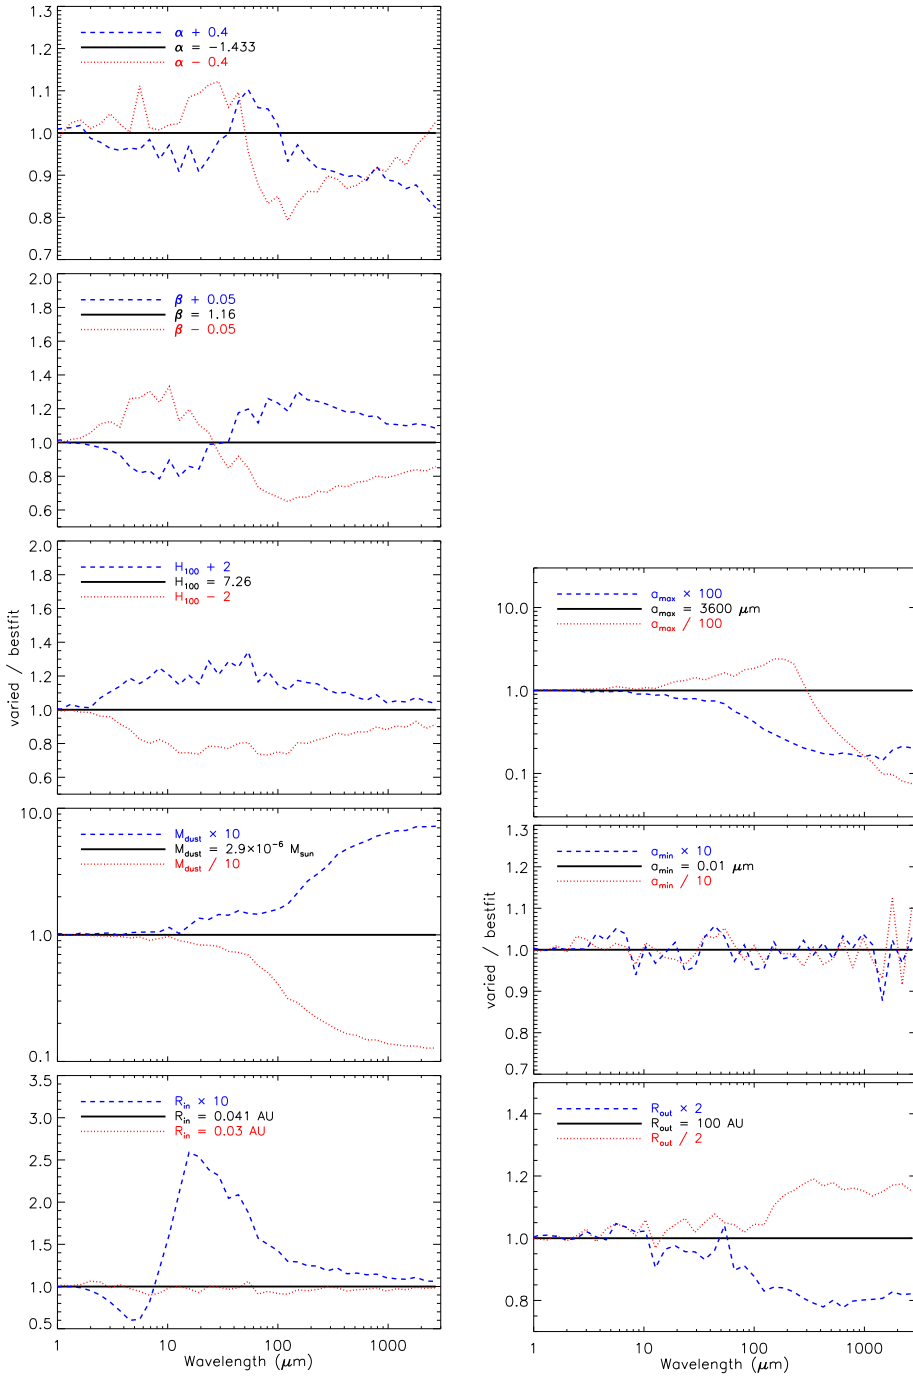 1.3
1.2
1.1
1.0
0.9
0.8
0.7
α + 0.4
α = −1.433
α − 0.4
2.0
1.8
1.6
1.4
1.2
1.0
0.8
0.6
β + 0.05
β = 1.16
β − 0.05
2.0
1.8
1.6
1.4
1.2
1.0
0.8
0.6
H100 + 2
H100 = 7.26
H100 − 2
varied / bestfit
10.0
1.0
0.1
Mdust × 10
Mdust = 2.9×10−6 Msun
Mdust / 10
3.5
3.0
2.5
2.0
1.5
1.0
0.5
Rin × 10
Rin = 0.041 AU
Rin = 0.03 AU
1 10 100 1000
Wavelength (μm)
10.0
1.0
0.1
amax × 100
amax = 3600 μm
amax / 100
1.3
1.2
1.1
1.0
0.9
0.8
0.7
amin × 10
amin = 0.01 μm
amin / 10
varied / bestfit
1.4
1.2
1.0
0.8
Rout × 2
Rout = 100 AU
Rout / 2
1 10 100 1000
Wavelength (μm)